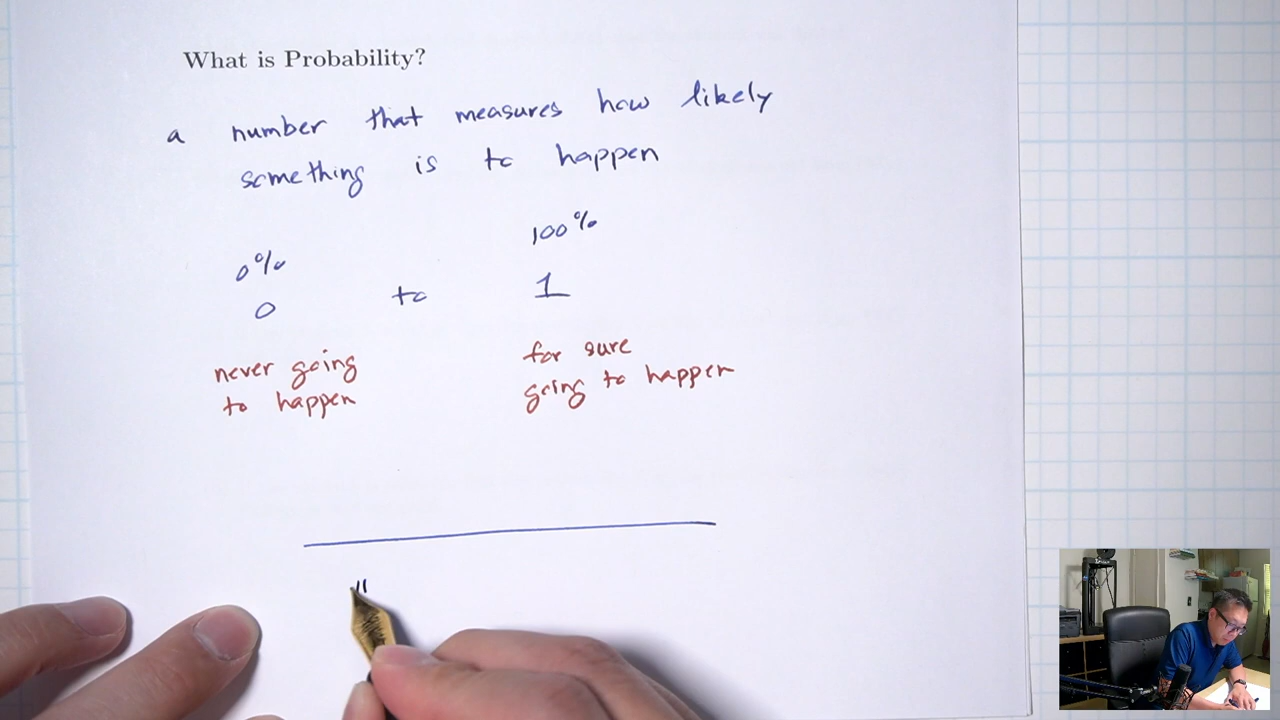 What is Probability?
a number that measures how likely
something is to happen
0% 100%
0 to 1
never going for sure
to happen going to happen
"